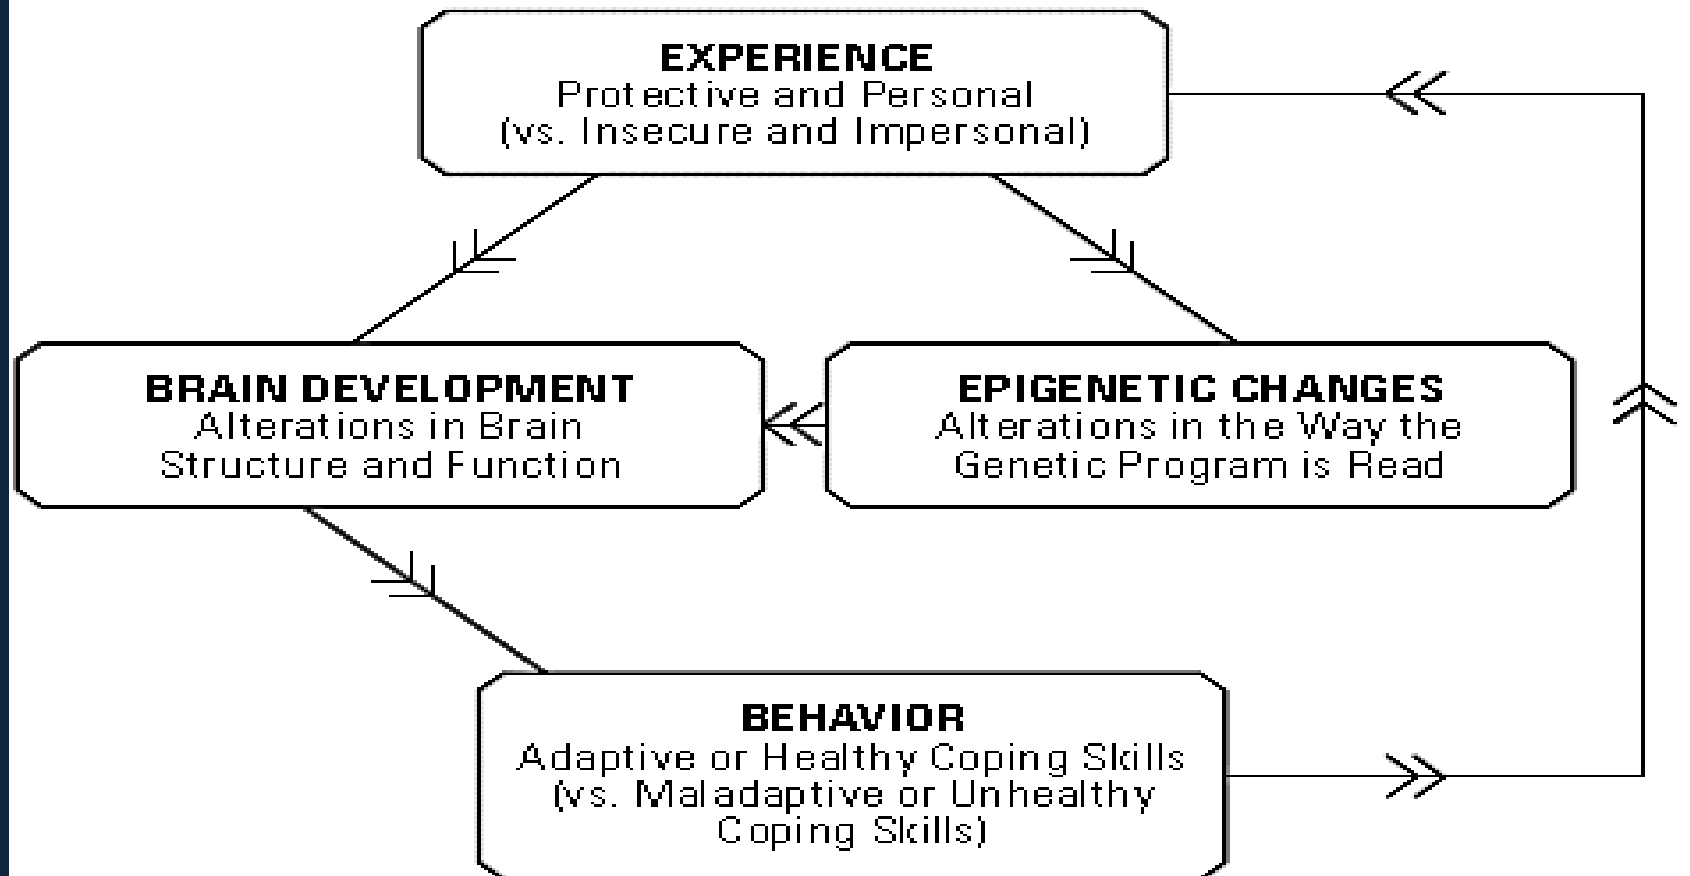 EXPERIENCE
Protective and Personal
(vs. Insecure and Impersonal)
BRAIN DEVELOPMENT
Alterations in Brain
Structure and Function
EPIGENETIC CHANGES
Alterations in the Way the
Genetic Program is Read
BEHAVIOR
Adaptive or Healthy Coping Skills
(vs. Maladaptive or Unhealthy
Coping Skills)